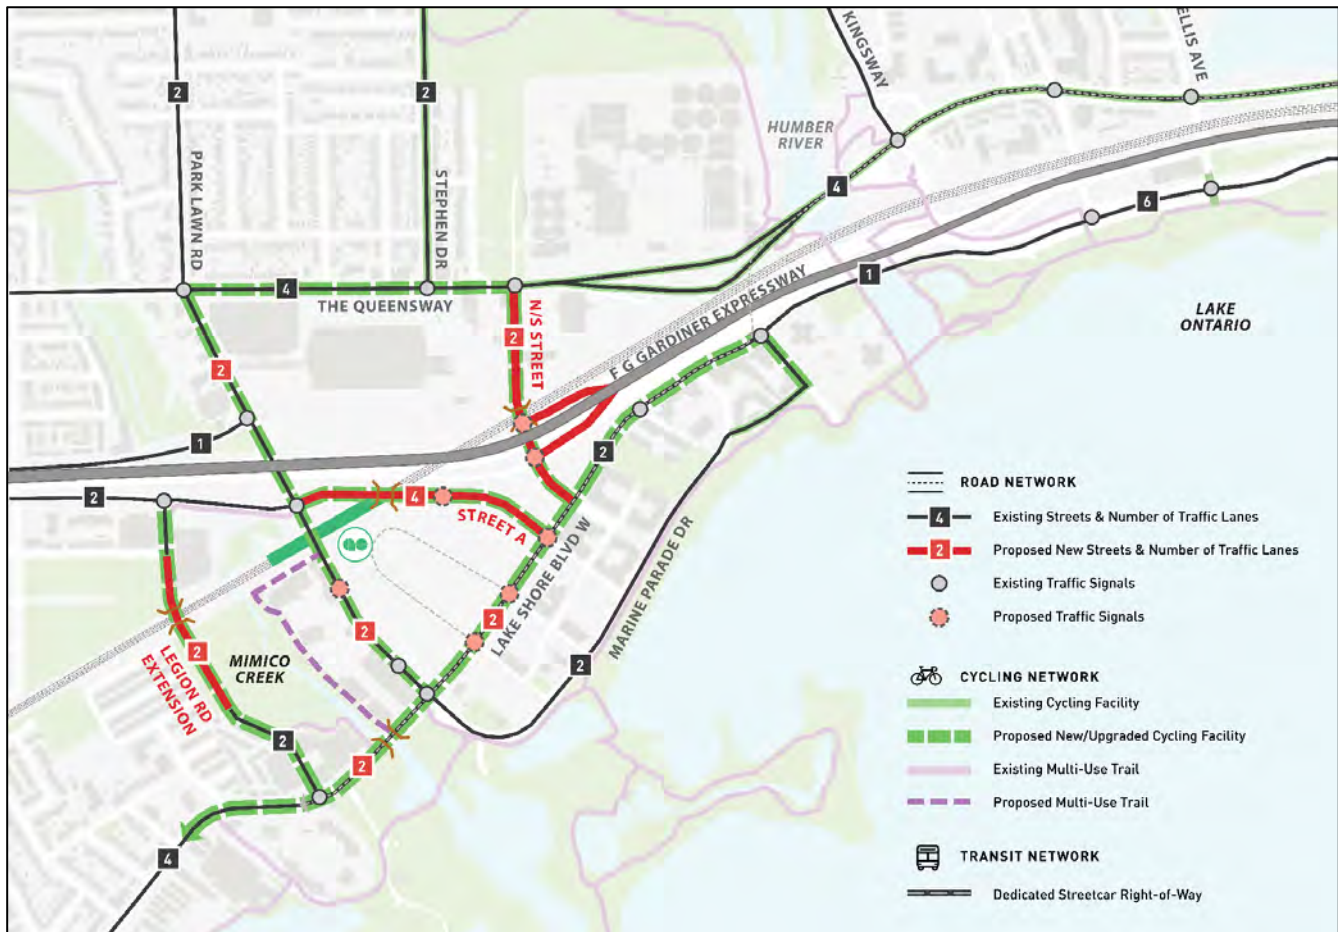 KINGSWAY
ELLIS AVE
2
2
HUMBER
RIVER
PARK LAWN RD
STEPHEN DR
4
6
1
4
THE QUEENSWAY
N/S STREET
F G GARDINER EXPRESSWAY
LAKE
ONTARIO
2
2
1
2
2
4
STREET A
LAKE SHORE BLVD W
MARINE PARADE DR
2
2
2
2
MIMICO
CREEK
LEGION RD
EXTENSION
2
2
4
ROAD NETWORK
4 Existing Streets & Number of Traffic Lanes
2 Proposed New Streets & Number of Traffic Lanes
Existing Traffic Signals
Proposed Traffic Signals
CYCLING NETWORK
Existing Cycling Facility
Proposed New/Upgraded Cycling Facility
Existing Multi-Use Trail
Proposed Multi-Use Trail
TRANSIT NETWORK
Dedicated Streetcar Right-of-Way